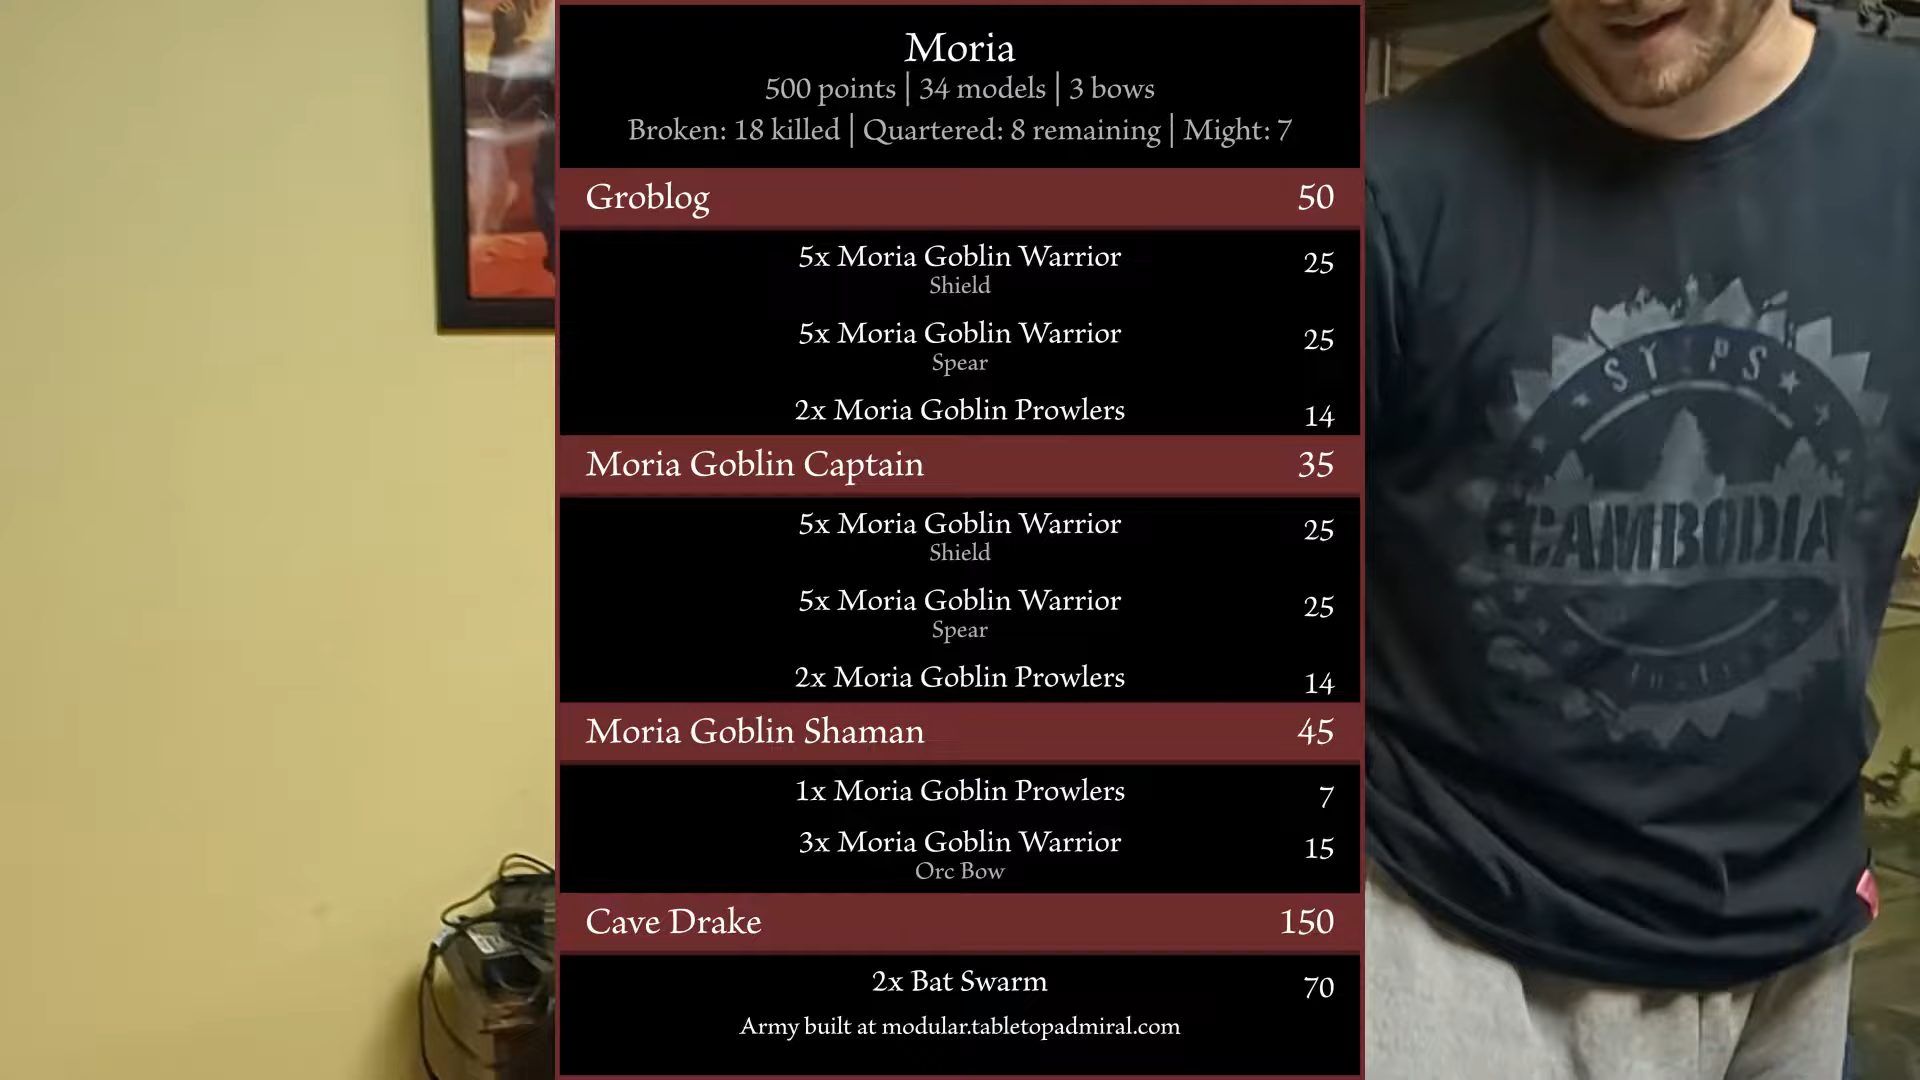 Moria
500 points | 34 models | 3 bows
Broken: 18 killed | Quartered: 8 remaining | Might: 7
Groblog 50
5x Moria Goblin Warrior 25
Shield
5x Moria Goblin Warrior 25
Spear
2x Moria Goblin Prowlers 14
Moria Goblin Captain 35
5x Moria Goblin Warrior 25
Shield
5x Moria Goblin Warrior 25
Spear
2x Moria Goblin Prowlers 14
Moria Goblin Shaman 45
1x Moria Goblin Prowlers 7
3x Moria Goblin Warrior 15
Orc Bow
Cave Drake 150
2x Bat Swarm 70
Army built at modular.tabletopadmiral.com
CAMBODIA